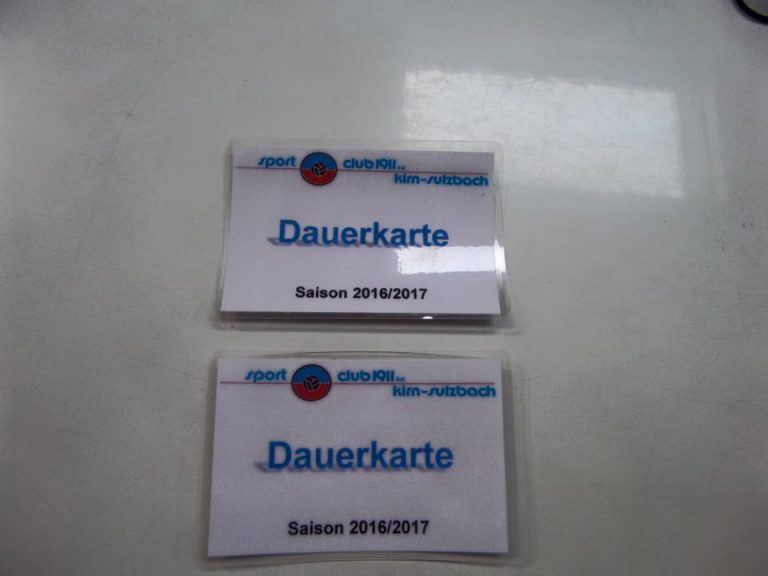 sport club 1911 e.v.
kirn-sulzbach
Dauerkarte
Saison 2016/2017
sport club 1911 e.v.
kirn-sulzbach
Dauerkarte
Saison 2016/2017